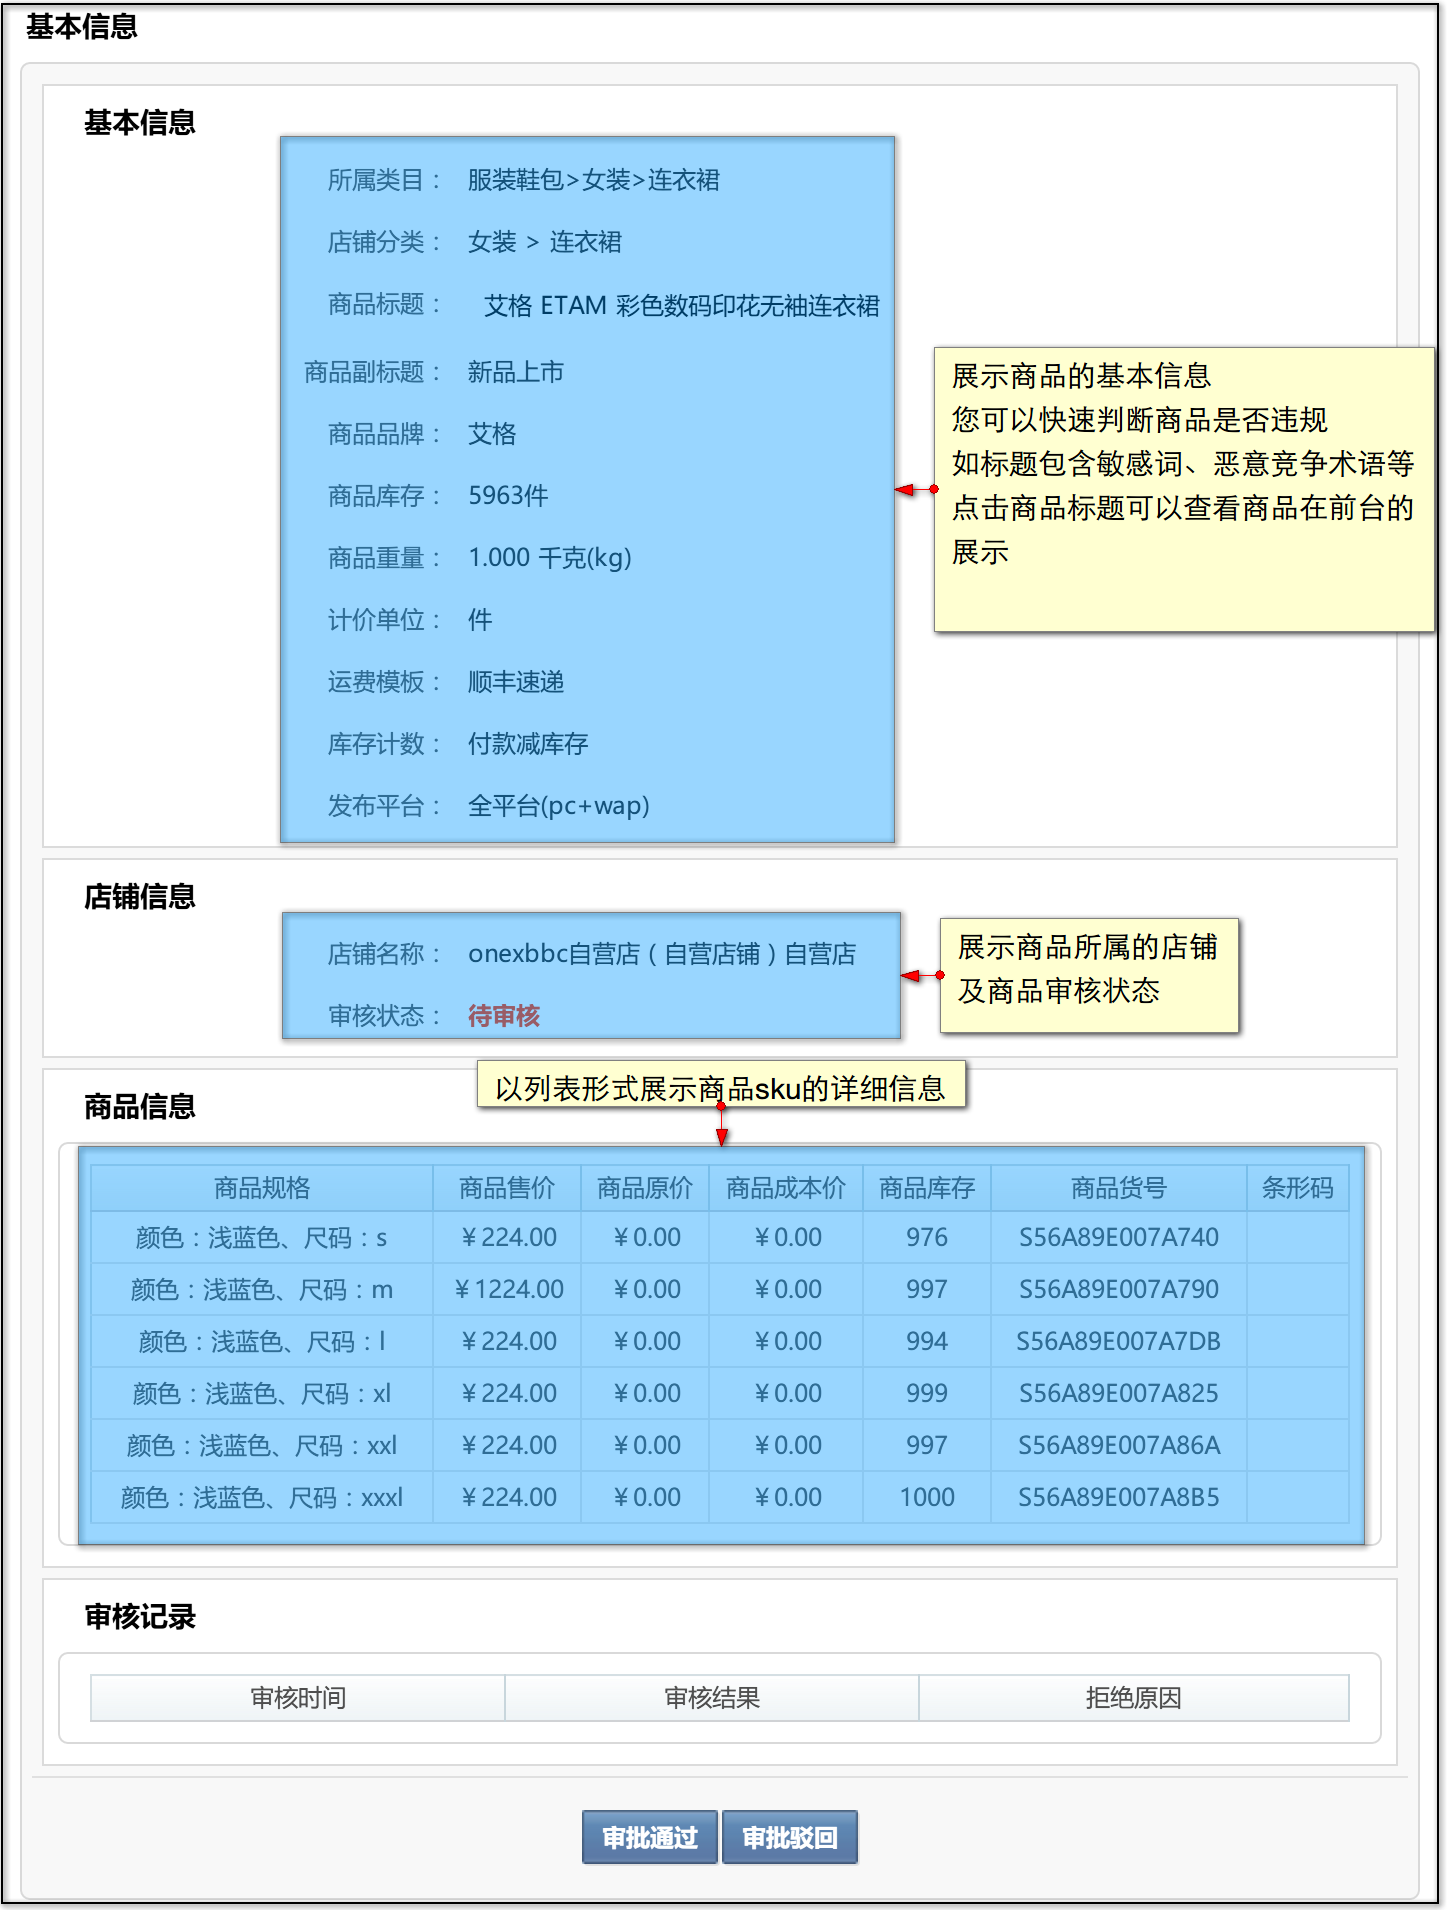 基本信息
基本信息
所属类目： 服装鞋包>女装>连衣裙
店铺分类： 女装 > 连衣裙
商品标题： 艾格 ETAM 彩色数码印花无袖连衣裙
商品副标题： 新品上市
商品品牌： 艾格
商品库存： 5963件
商品重量： 1.000 千克(kg)
计价单位： 件
运费模板： 顺丰速递
库存计数： 付款减库存
发布平台： 全平台(pc+wap)
展示商品的基本信息
您可以快速判断商品是否违规
如标题包含敏感词、恶意竞争术语等
点击商品标题可以查看商品在前台的
展示
店铺信息
店铺名称： onexbbc自营店（自营店铺）自营店
审核状态： 待审核
展示商品所属的店铺
及商品审核状态
商品信息
以列表形式展示商品sku的详细信息
商品规格 商品售价 商品原价 商品成本价 商品库存 商品货号 条形码
颜色：浅蓝色、尺码：s ￥224.00 ￥0.00 ￥0.00 976 S56A89E007A740
颜色：浅蓝色、尺码：m ￥1224.00 ￥0.00 ￥0.00 997 S56A89E007A790
颜色：浅蓝色、尺码：l ￥224.00 ￥0.00 ￥0.00 994 S56A89E007A7DB
颜色：浅蓝色、尺码：xl ￥224.00 ￥0.00 ￥0.00 999 S56A89E007A825
颜色：浅蓝色、尺码：xxl ￥224.00 ￥0.00 ￥0.00 997 S56A89E007A86A
颜色：浅蓝色、尺码：xxxl ￥224.00 ￥0.00 ￥0.00 1000 S56A89E007A8B5
审核记录
审核时间 审核结果 拒绝原因
审批通过 审批驳回